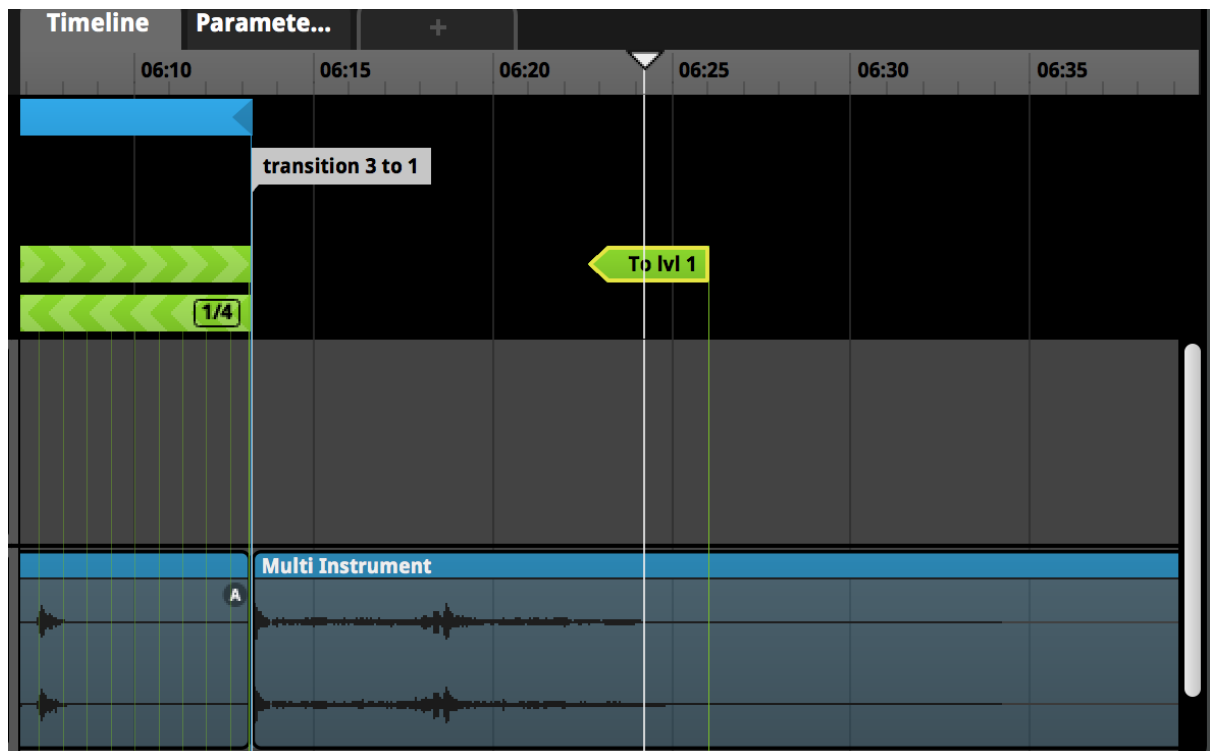 Timeline Paramete... +
06:10 06:15 06:20 06:25 06:30 06:35
transition 3 to 1
To lvl 1
1/4
Multi Instrument
A